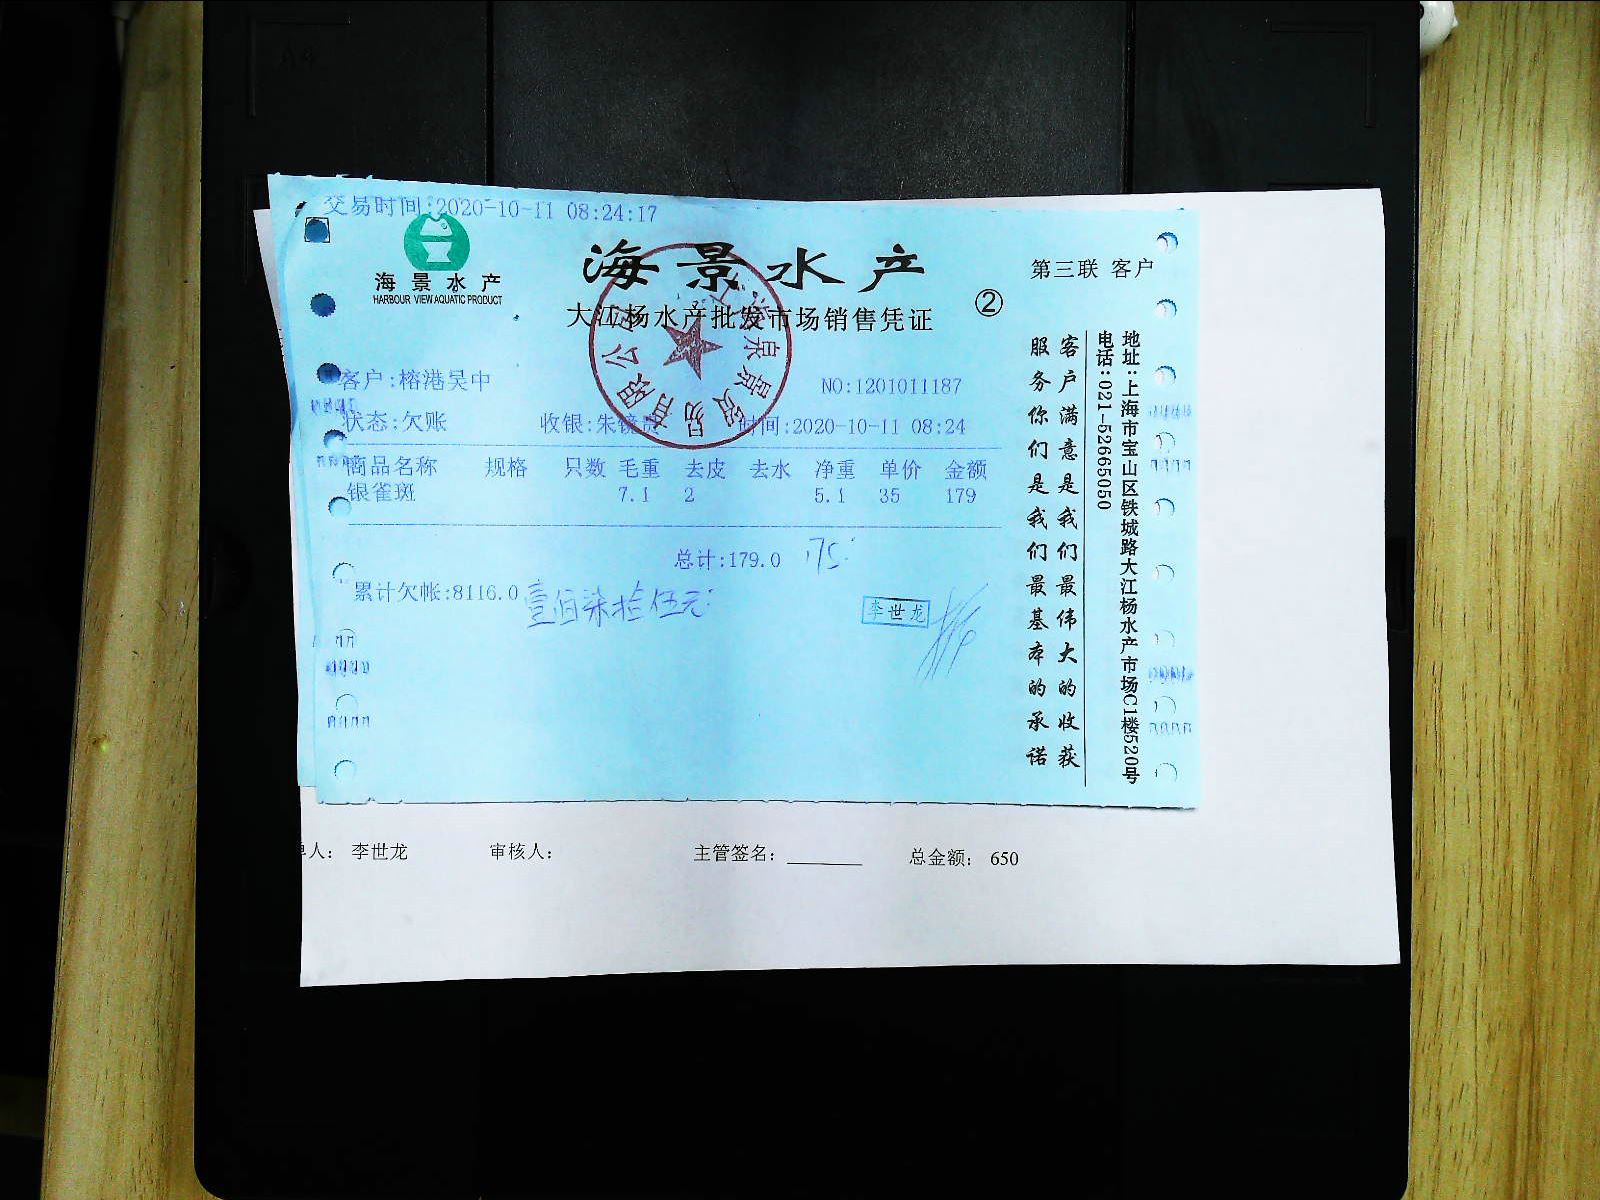 交易时间:2020-10-11 08:24:17
海景水产
HARBOUR VIEW AQUATIC PRODUCT
海景水产
大江杨水产批发市场销售凭证
②
第三联 客户
客户:榕港吴中
NO:1201011187
状态:欠账 收银:朱镜 时间:2020-10-11 08:24
商品名称 规格 只数 毛重 去皮 去水 净重 单价 金额
银雀斑 7.1 2 5.1 35 179
总计:179.0 175
累计欠帐:8116.0 壹佰柒拾伍元
李世龙
客户满意是我们最伟大的收获
服务你们是我们最基本的承诺
地址:上海市宝山区铁城路大江杨水产市场C1楼520号
电话:021-52665050
单人: 李世龙 审核人: 主管签名: 总金额: 650